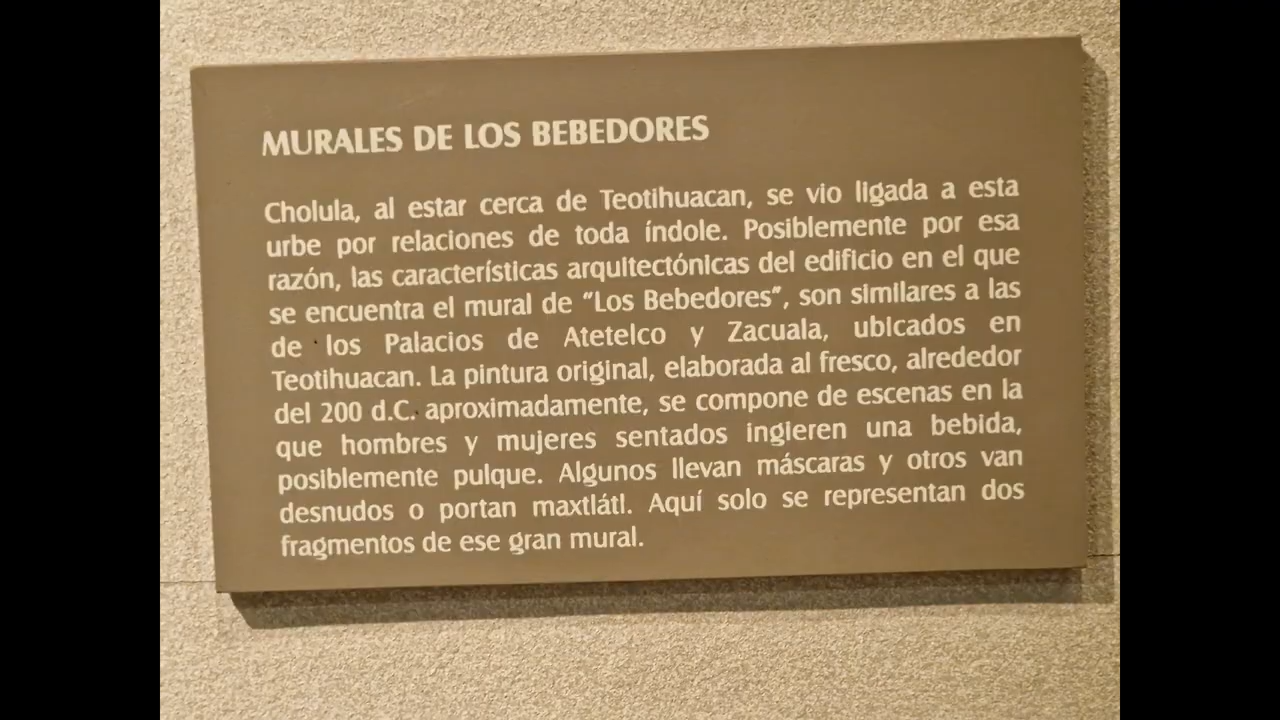 MURALES DE LOS BEBEDORES
Cholula, al estar cerca de Teotihuacan, se vio ligada a esta
urbe por relaciones de toda índole. Posiblemente por esa
razón, las características arquitectónicas del edificio en el que
se encuentra el mural de “Los Bebedores”, son similares a las
de los Palacios de Atetelco y Zacuala, ubicados en
Teotihuacan. La pintura original, elaborada al fresco, alrededor
del 200 d.C. aproximadamente, se compone de escenas en la
que hombres y mujeres sentados ingieren una bebida,
posiblemente pulque. Algunos llevan máscaras y otros van
desnudos o portan maxtlátl. Aquí solo se representan dos
fragmentos de ese gran mural.